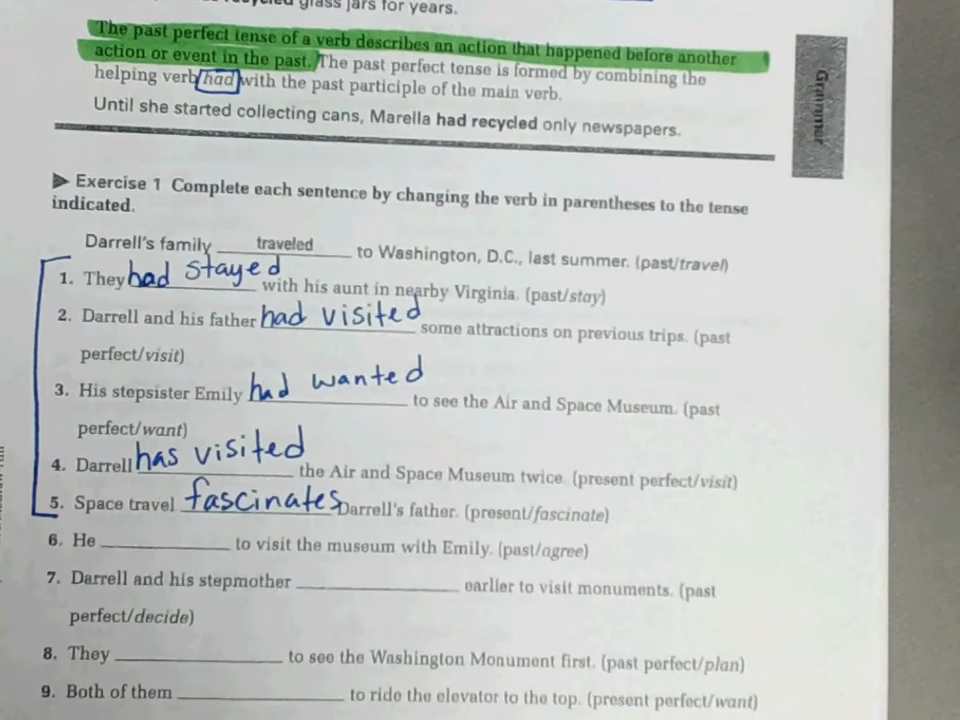 glass jars for years.
The past perfect tense of a verb describes an action that happened before another
action or event in the past. The past perfect tense is formed by combining the
helping verb had with the past participle of the main verb.
Until she started collecting cans, Marella had recycled only newspapers.
Grammar
▶ Exercise 1 Complete each sentence by changing the verb in parentheses to the tense
indicated.
Darrell's family traveled to Washington, D.C., last summer. (past/travel)
1. They had stayed with his aunt in nearby Virginia. (past/stay)
2. Darrell and his father had visited some attractions on previous trips. (past
perfect/visit)
3. His stepsister Emily had wanted to see the Air and Space Museum. (past
perfect/want)
4. Darrell has visited the Air and Space Museum twice. (present perfect/visit)
5. Space travel fascinates Darrell's father. (present/fascinate)
6. He ____________ to visit the museum with Emily. (past/agree)
7. Darrell and his stepmother ____________ earlier to visit monuments. (past
perfect/decide)
8. They ____________ to see the Washington Monument first. (past perfect/plan)
9. Both of them ____________ to ride the elevator to the top. (present perfect/want)